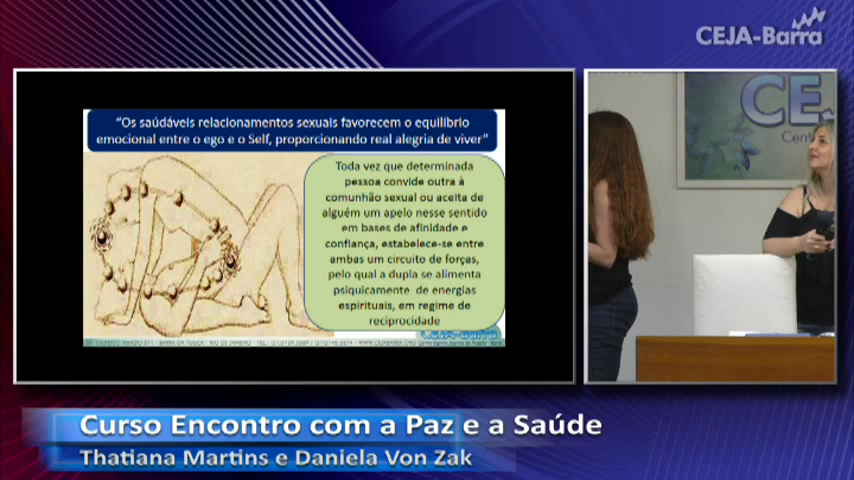 CEJA-Barra
"Os saúdáveis relacionamentos sexuais favorecem o equilíbrio
emocional entre o ego e o Self, proporcionando real alegria de viver"
Toda vez que determinada
pessoa convide outra à
comunhão sexual ou aceita de
alguém um apelo nesse sentido
em bases de afinidade e
confiança, estabelece-se entre
ambas um circuito de forças,
pelo qual a dupla se alimenta
psiquicamente de energias
espirituais, em regime de
reciprocidade
CE
Cent
Curso Encontro com a Paz e a Saúde
Thatiana Martins e Daniela Von Zak